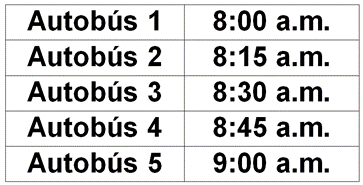 Autobús 1 8:00 a.m.
Autobús 2 8:15 a.m.
Autobús 3 8:30 a.m.
Autobús 4 8:45 a.m.
Autobús 5 9:00 a.m.